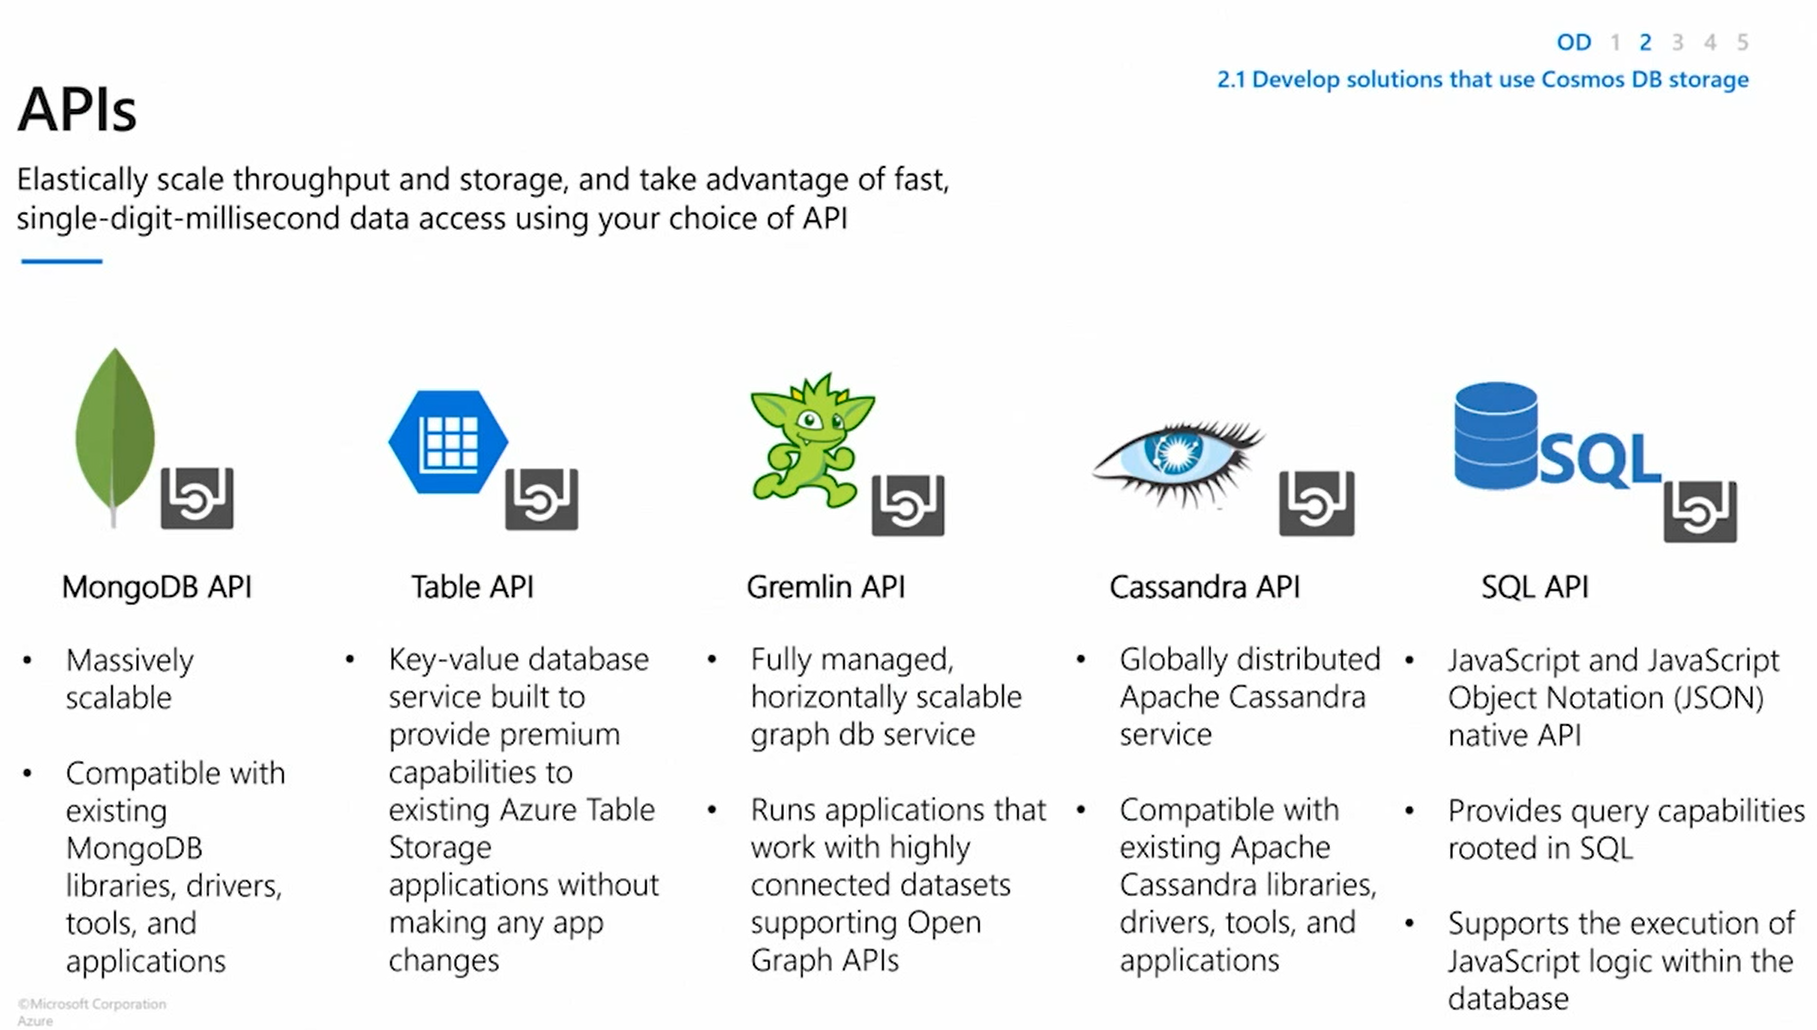 OD 1 2 3 4 5
2.1 Develop solutions that use Cosmos DB storage
APIs
Elastically scale throughput and storage, and take advantage of fast,
single-digit-millisecond data access using your choice of API
SQL
MongoDB API
• Massively
scalable
• Compatible with
existing
MongoDB
libraries, drivers,
tools, and
applications
Table API
• Key-value database
service built to
provide premium
capabilities to
existing Azure Table
Storage
applications without
making any app
changes
Gremlin API
• Fully managed,
horizontally scalable
graph db service
• Runs applications that
work with highly
connected datasets
supporting Open
Graph APIs
Cassandra API
• Globally distributed
Apache Cassandra
service
• Compatible with
existing Apache
Cassandra libraries,
drivers, tools, and
applications
SQL API
• JavaScript and JavaScript
Object Notation (JSON)
native API
• Provides query capabilities
rooted in SQL
• Supports the execution of
JavaScript logic within the
database
©Microsoft Corporation
Azure